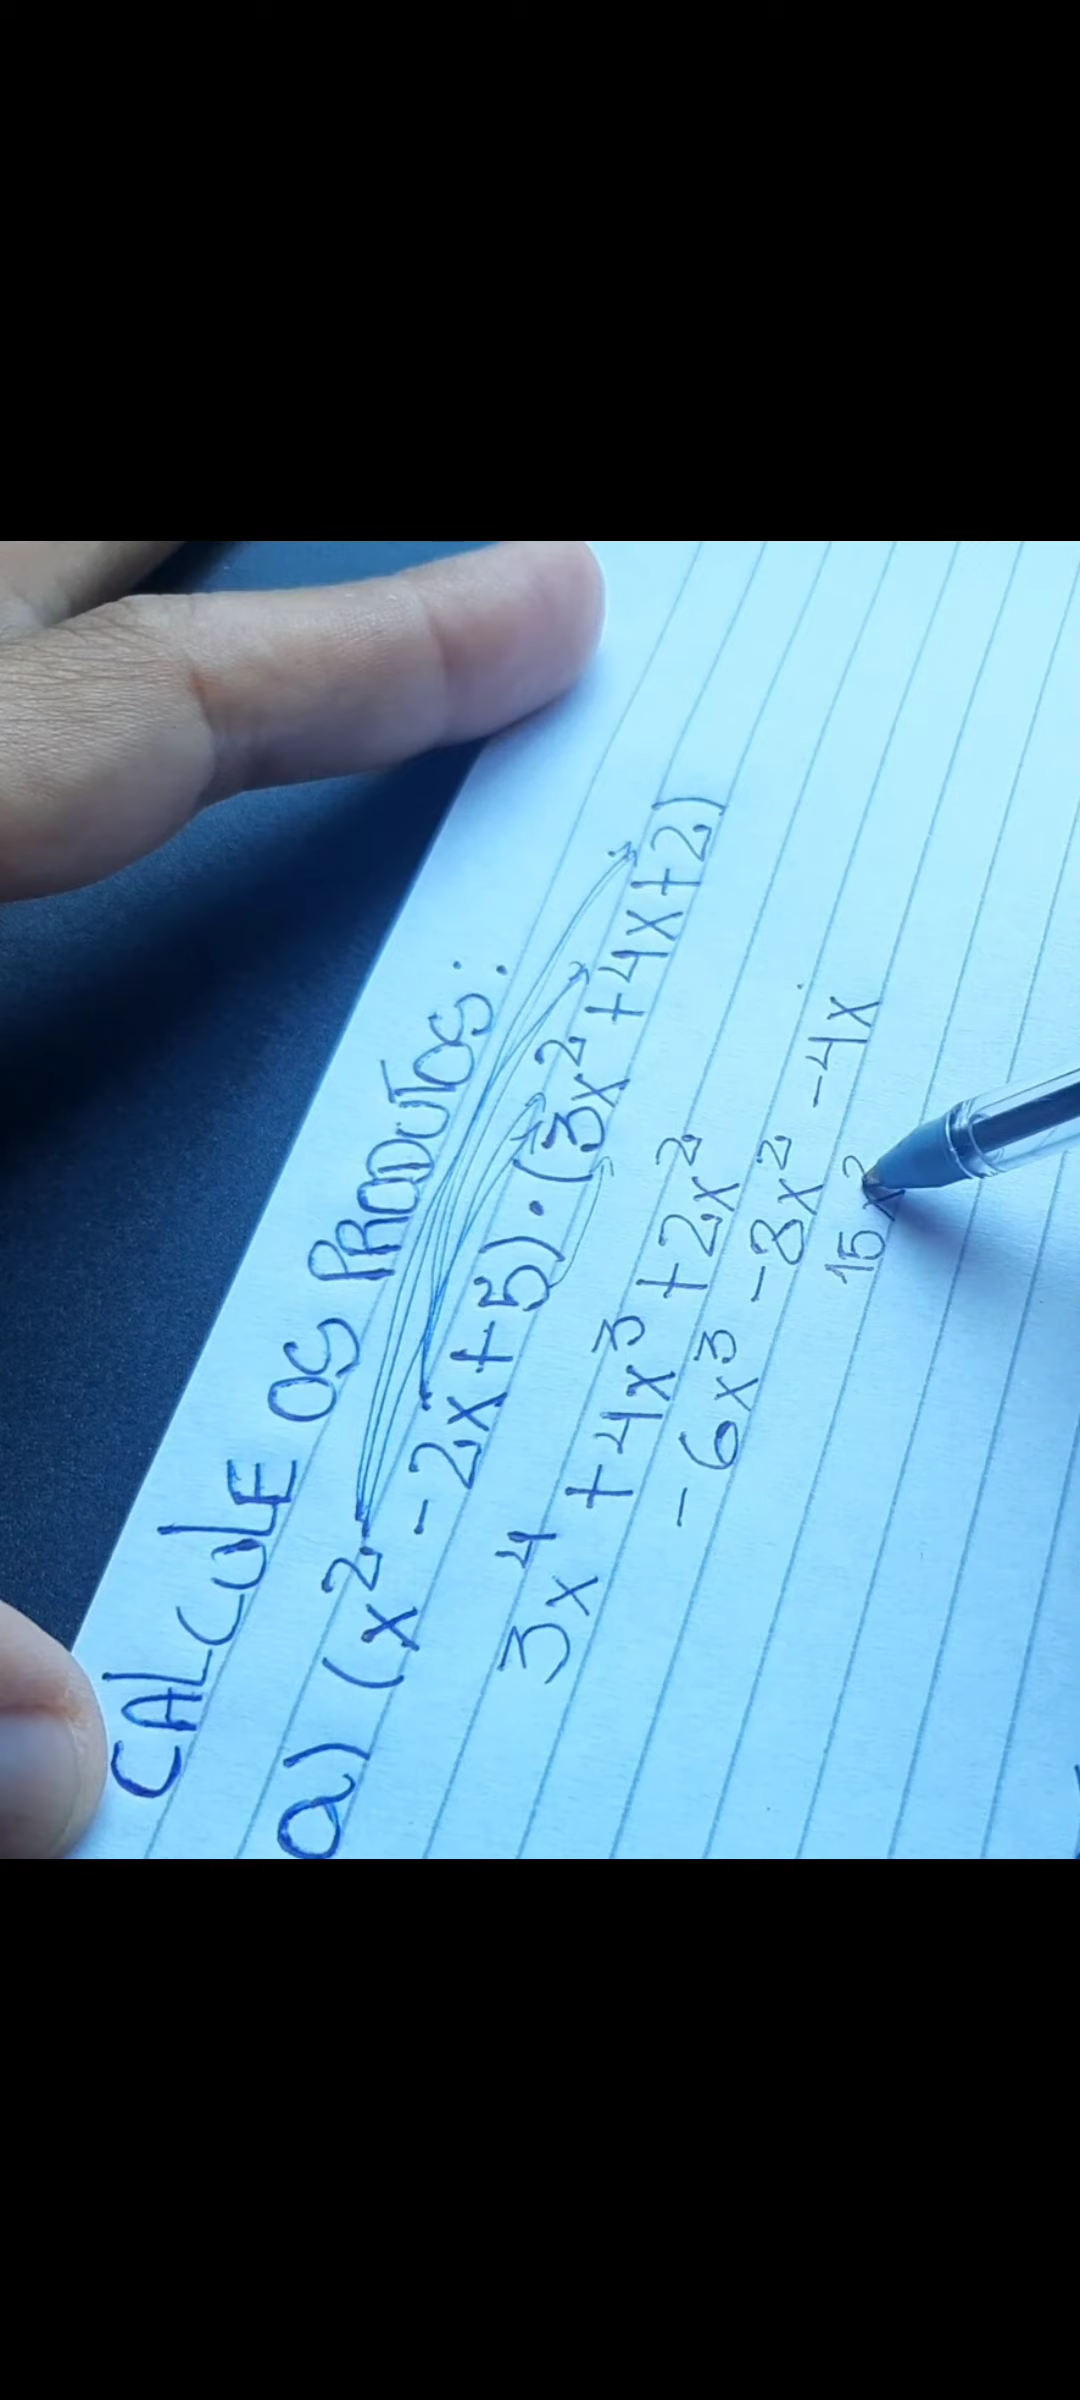 CALCULE OS PRODUTOS:
a) (x² - 2x + 5) · (3x² + 4x + 2)
3x⁴ + 4x³ + 2x²
- 6x³ - 8x² - 4x
15x²